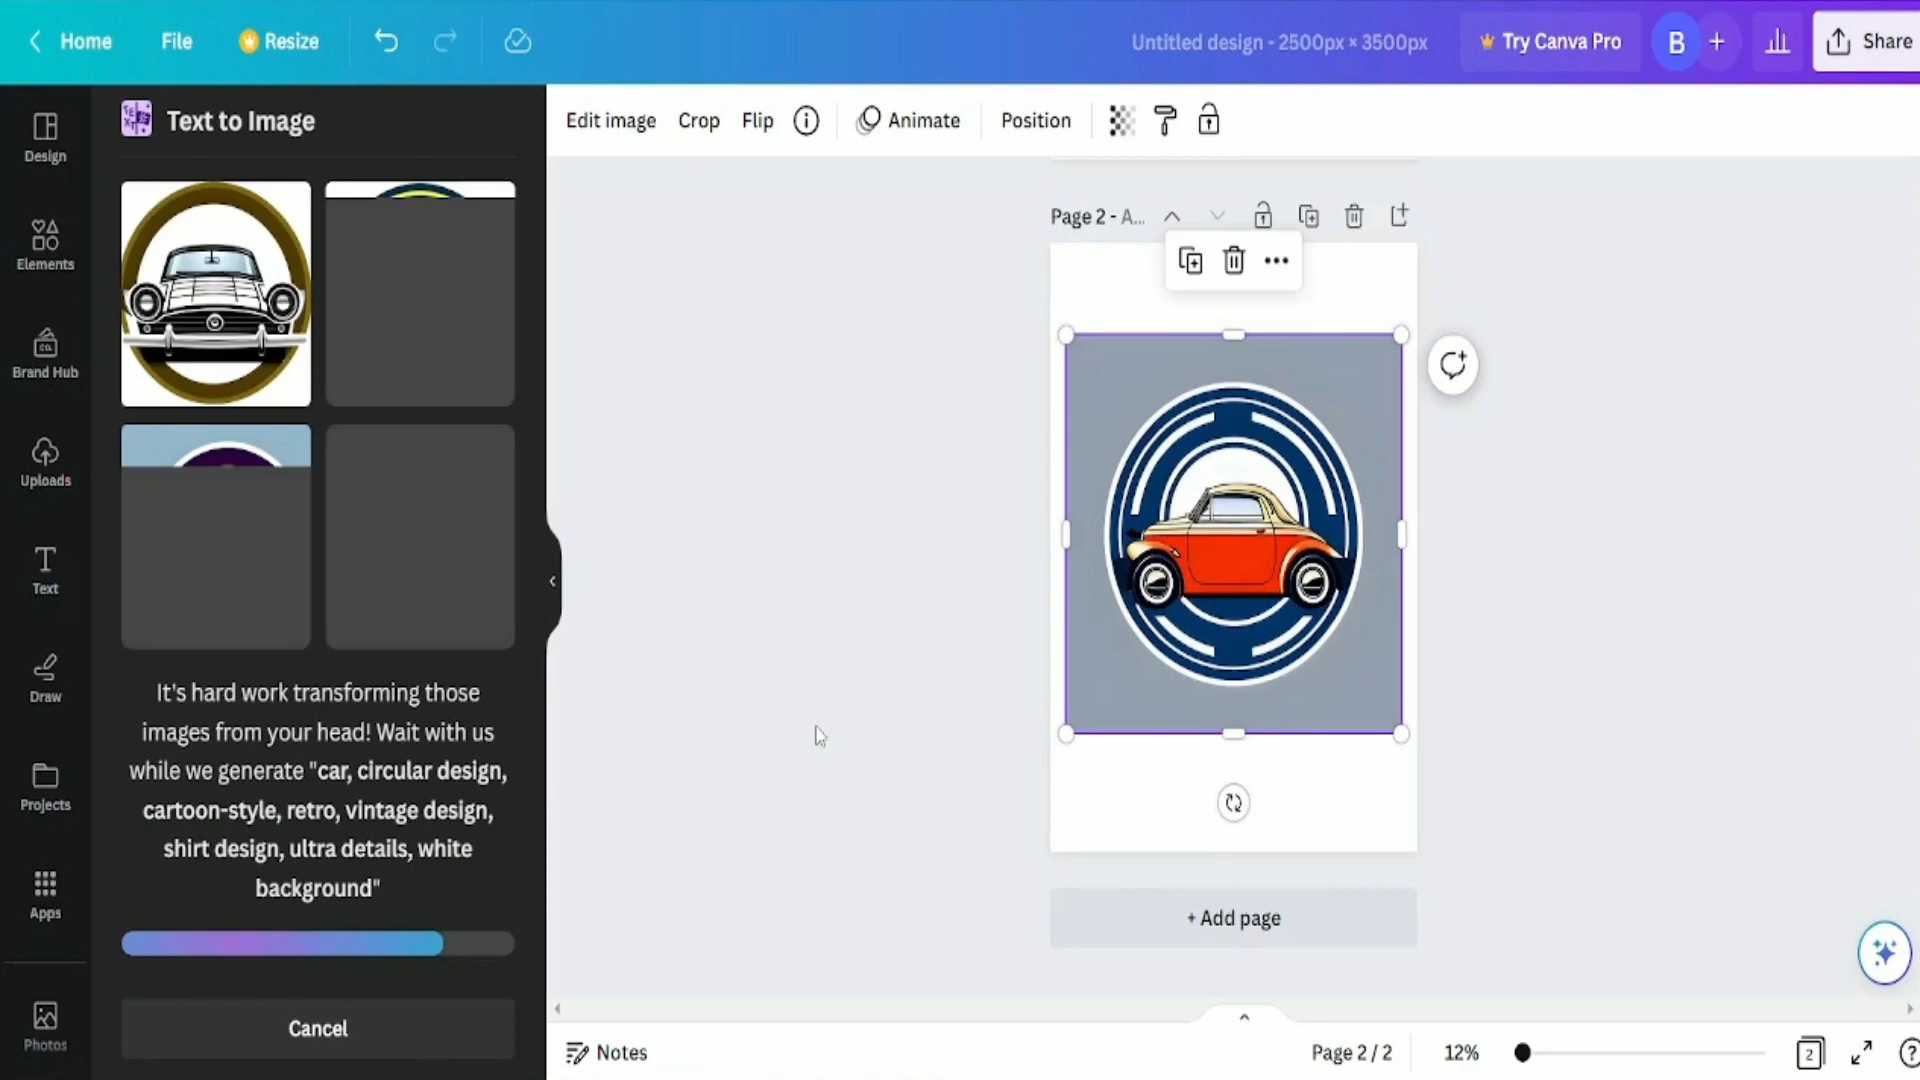 Home
File
Resize
Untitled design - 2500px × 3500px
Try Canva Pro
B
+
Share
Design
Elements
Brand Hub
Uploads
Text
Draw
Projects
Apps
Photos
Text to Image
It's hard work transforming those
images from your head! Wait with us
while we generate "car, circular design,
cartoon-style, retro, vintage design,
shirt design, ultra details, white
background"
Cancel
Edit image
Crop
Flip
Animate
Position
Page 2 - A...
+ Add page
Notes
Page 2 / 2
12%
2
?